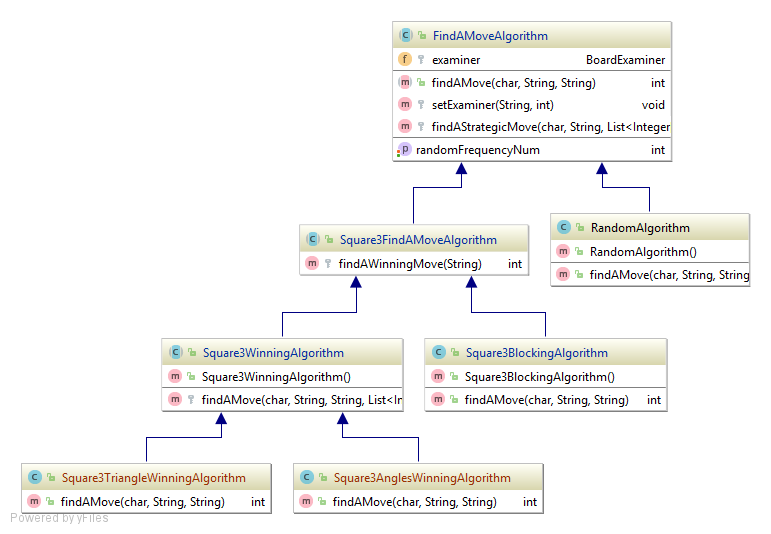 FindAMoveAlgorithm
examiner BoardExaminer
findAMove(char, String, String) int
setExaminer(String, int) void
findAStrategicMove(char, String, List<Integer
randomFrequencyNum int
Square3FindAMoveAlgorithm
findAWinningMove(String) int
RandomAlgorithm
RandomAlgorithm()
findAMove(char, String, String
Square3WinningAlgorithm
Square3WinningAlgorithm()
findAMove(char, String, String, List<In
Square3BlockingAlgorithm
Square3BlockingAlgorithm()
findAMove(char, String, String) int
Square3TriangleWinningAlgorithm
findAMove(char, String, String) int
Square3AnglesWinningAlgorithm
findAMove(char, String, String) int
Powered by yFiles